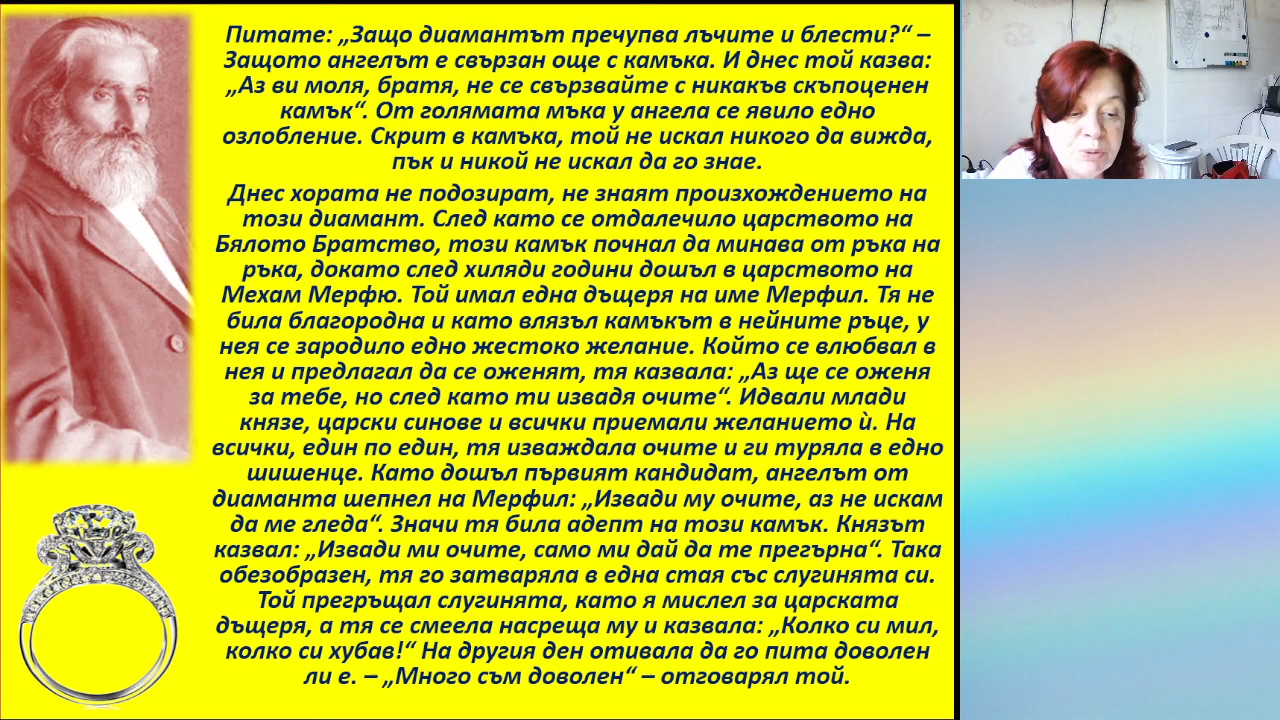 Питате: „Защо диамантът пречупва лъчите и блести?“ –
Защото ангелът е свързан още с камъка. И днес той казва:
„Аз ви моля, братя, не се свързвайте с никакъв скъпоценен
камък“. От голямата мъка у ангела се явило едно
озлобление. Скрит в камъка, той не искал никого да вижда,
пък и никой не искал да го знае.
Днес хората не подозират, не знаят произхождението на
този диамант. След като се отдалечило царството на
Бялото Братство, този камък почнал да минава от ръка на
ръка, докато след хиляди години дошъл в царството на
Мехам Мерфю. Той имал една дъщеря на име Мерфил. Тя не
била благородна и като влязъл камъкът в нейните ръце, у
нея се зародило едно жестоко желание. Който се влюбвал в
нея и предлагал да се оженят, тя казвала: „Аз ще се оженя
за тебе, но след като ти извадя очите“. Идвали млади
князе, царски синове и всички приемали желанието ѝ. На
всички, един по един, тя изваждала очите и ги туряла в едно
шишенце. Като дошъл първият кандидат, ангелът от
диаманта шепнел на Мерфил: „Извади му очите, аз не искам
да ме гледа“. Значи тя била адепт на този камък. Князът
казвал: „Извади ми очите, само ми дай да те прегърна“. Така
обезобразен, тя го затваряла в една стая със слугинята си.
Той прегръщал слугинята, като я мислел за царската
дъщеря, а тя се смеела насреща му и казвала: „Колко си мил,
колко си хубав!“ На другия ден отивала да го пита доволен
ли е. – „Много съм доволен“ – отговарял той.